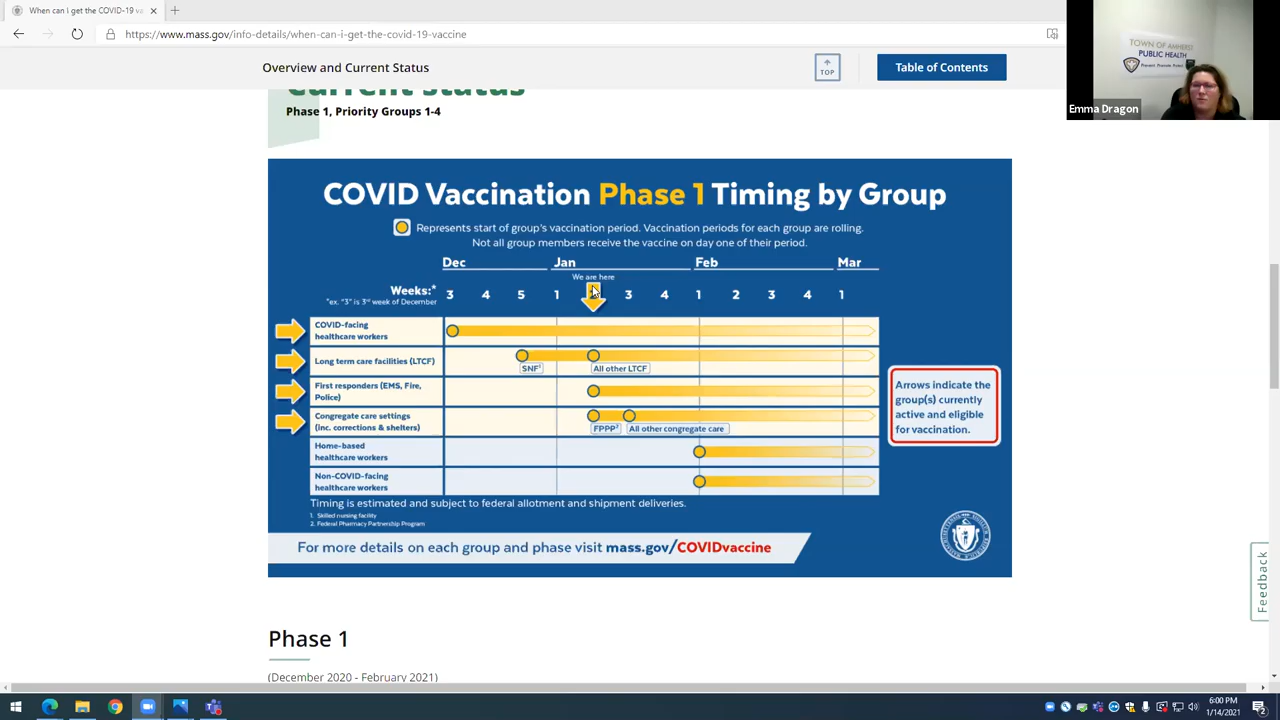 When can I get the COVID-19 va
https://www.mass.gov/info-details/when-can-i-get-the-covid-19-vaccine
Overview and Current Status
TOP
Table of Contents
TOWN OF AMHERST
PUBLIC HEALTH
Emma Dragon
Current Status
Phase 1, Priority Groups 1-4
COVID Vaccination Phase 1 Timing by Group
Represents start of group's vaccination period. Vaccination periods for each group are rolling.
Not all group members receive the vaccine on day one of their period.
Dec Jan Feb Mar
We are here
Weeks:* 3 4 5 1 3 4 1 2 3 4 1
*ex. "3" is 3rd week of December
COVID-facing
healthcare workers
Long term care facilities (LTCF)
SNF¹ All other LTCF
First responders (EMS, Fire,
Police)
Congregate care settings
(inc. corrections & shelters)
FPPP² All other congregate care
Home-based
healthcare workers
Non-COVID-facing
healthcare workers
Arrows indicate the
group(s) currently
active and eligible
for vaccination.
Timing is estimated and subject to federal allotment and shipment deliveries.
1. Skilled nursing facility
2. Federal Pharmacy Partnership Program
For more details on each group and phase visit mass.gov/COVIDvaccine
Feedback
Phase 1
(December 2020 - February 2021)
6:00 PM
1/14/2021